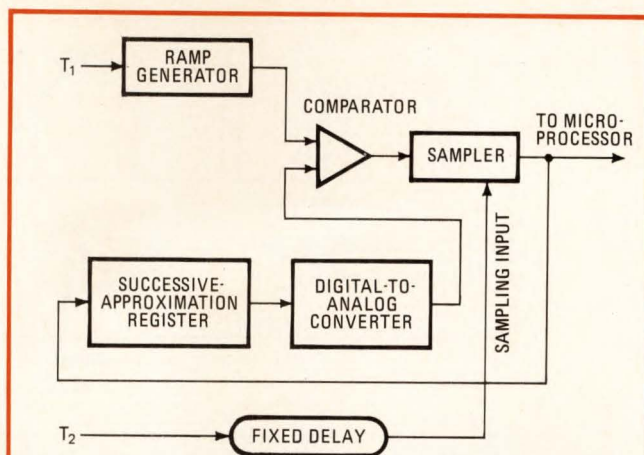 T1
RAMP
GENERATOR
COMPARATOR
SAMPLER
TO MICRO-
PROCESSOR
SUCCESSIVE-
APPROXIMATION
REGISTER
DIGITAL-TO-
ANALOG
CONVERTER
SAMPLING INPUT
T2
FIXED DELAY